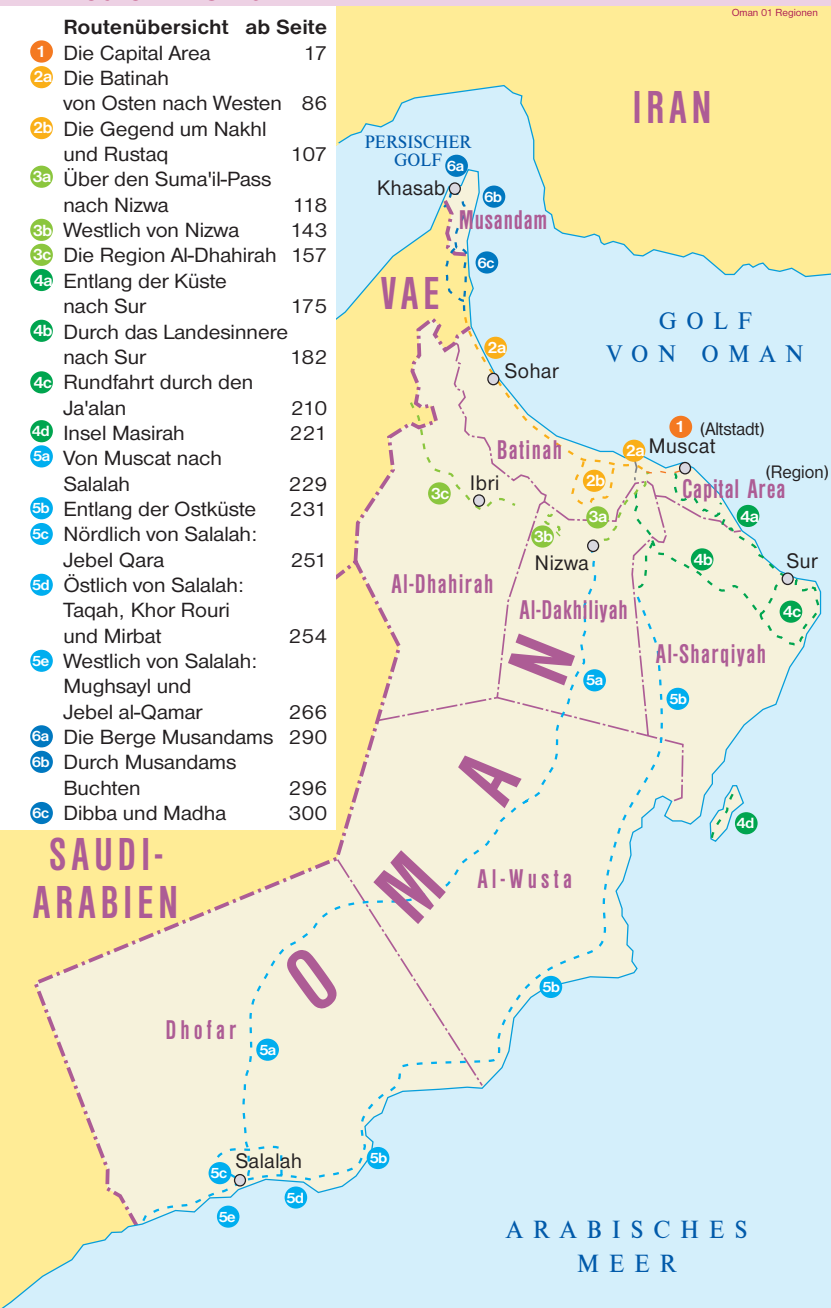 Oman 01 Regionen
Routenübersicht ab Seite
1 Die Capital Area 17
2a Die Batinah
von Osten nach Westen 86
2b Die Gegend um Nakhl
und Rustaq 107
3a Über den Suma'il-Pass
nach Nizwa 118
3b Westlich von Nizwa 143
3c Die Region Al-Dhahirah 157
4a Entlang der Küste
nach Sur 175
4b Durch das Landesinnere
nach Sur 182
4c Rundfahrt durch den
Ja'alan 210
4d Insel Masirah 221
5a Von Muscat nach
Salalah 229
5b Entlang der Ostküste 231
5c Nördlich von Salalah:
Jebel Qara 251
5d Östlich von Salalah:
Taqah, Khor Rouri
und Mirbat 254
5e Westlich von Salalah:
Mughsayl und
Jebel al-Qamar 266
6a Die Berge Musandams 290
6b Durch Musandams
Buchten 296
6c Dibba und Madha 300
IRAN
PERSISCHER
GOLF
6a
Khasab
6b
Musandam
6c
VAE
GOLF
VON OMAN
2a
Sohar
1 (Altstadt)
2a Muscat
Batinah
(Region)
Capital Area
2b
3c
Ibri
3a
4a
3b
Nizwa
4b
Sur
Al-Dhahirah
Al-Dakhiliyah
4c
Al-Sharqiyah
5a
5b
4d
SAUDI-
ARABIEN
OMAN
Al-Wusta
5b
Dhofar
5a
5b
Salalah
5c
5d
5e
ARABISCHES
MEER